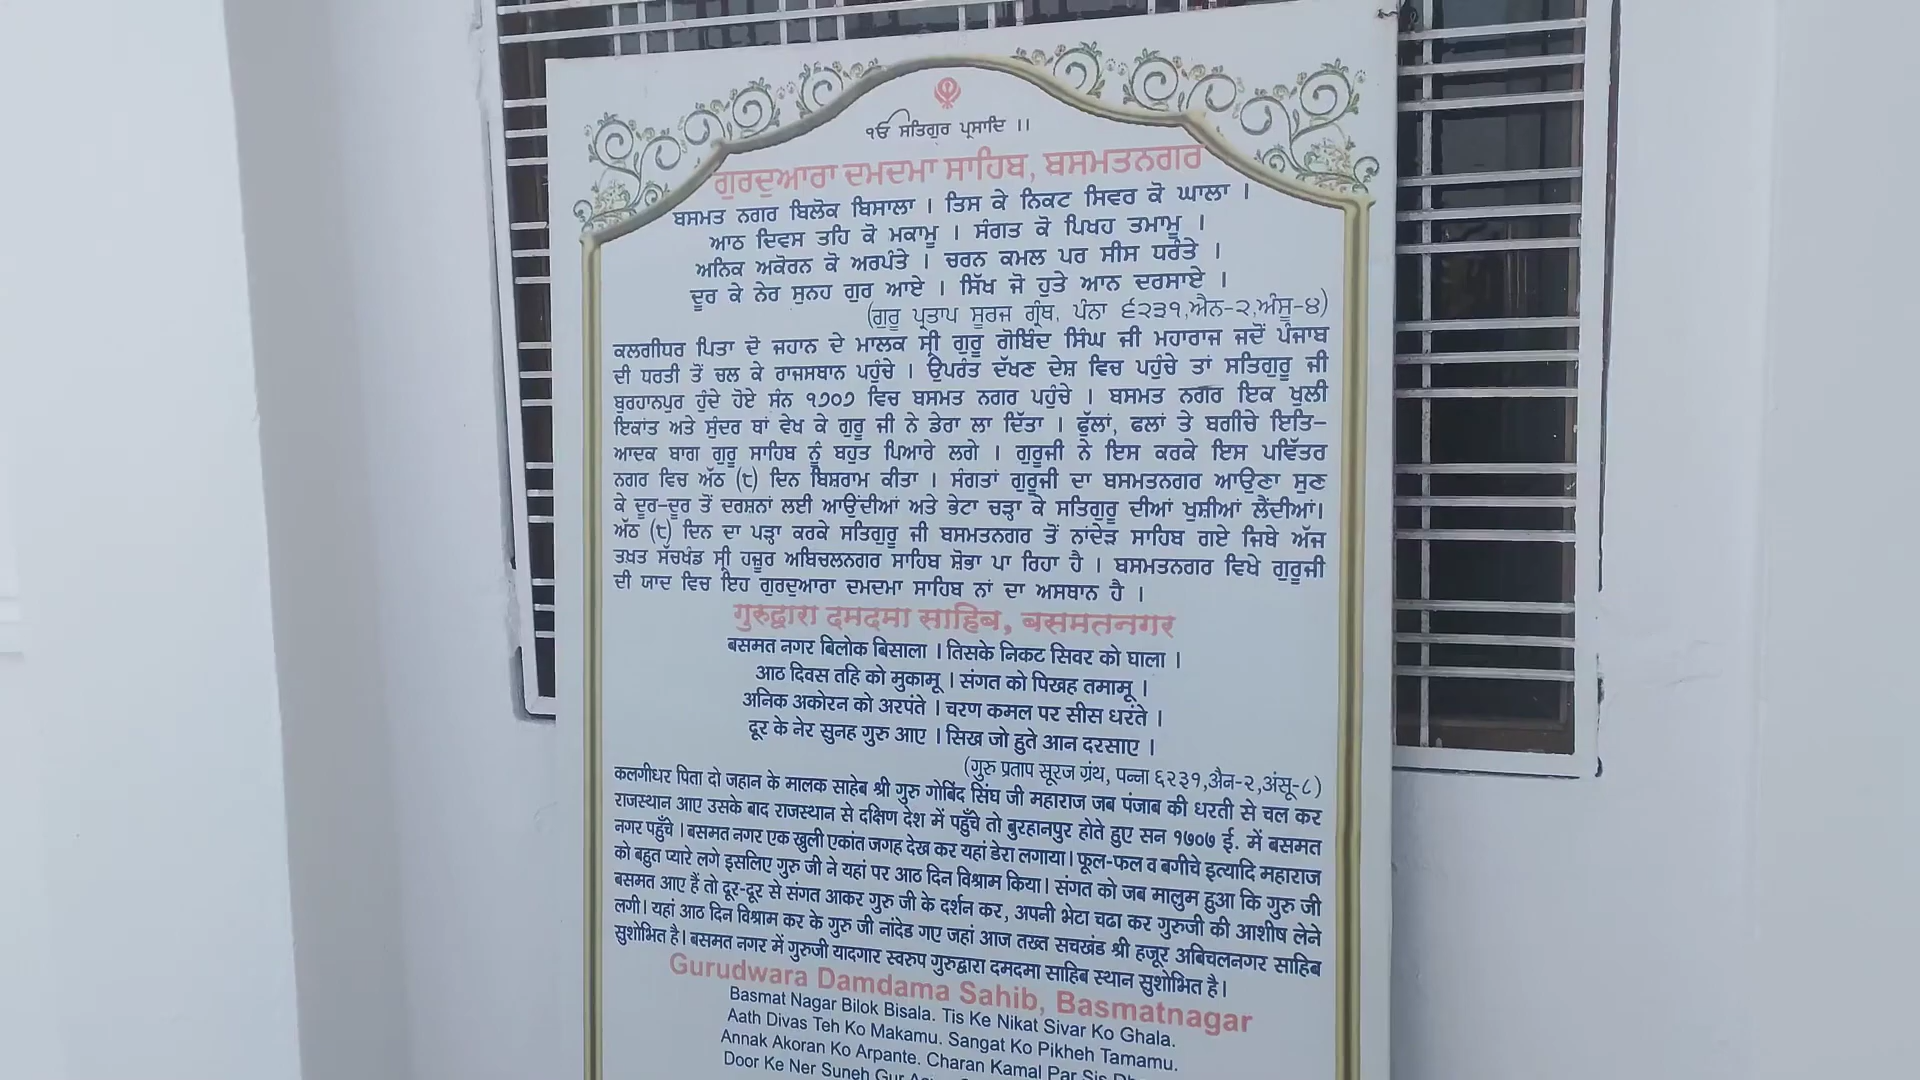 ੴ ਸਤਿਗੁਰ ਪ੍ਰਸਾਦਿ ।।
ਗੁਰਦੁਆਰਾ ਦਮਦਮਾ ਸਾਹਿਬ, ਬਸਮਤਨਗਰ
ਬਸਮਤ ਨਗਰ ਬਿਲੋਕ ਬਿਸਾਲਾ । ਤਿਸ ਕੇ ਨਿਕਟ ਸਿਵਰ ਕੋ ਘਾਲਾ ।
ਆਠ ਦਿਵਸ ਤਹਿ ਕੋ ਮਕਾਮੂ । ਸੰਗਤ ਕੋ ਪਿਖਹ ਤਮਾਮੂ ।
ਅਨਿਕ ਅਕੋਰਨ ਕੋ ਅਰਪੰਤੇ । ਚਰਨ ਕਮਲ ਪਰ ਸੀਸ ਧਰੰਤੇ ।
ਦੂਰ ਕੇ ਨੇਰ ਸੁਨਹ ਗੁਰ ਆਏ । ਸਿੱਖ ਜੋ ਹੁਤੇ ਆਨ ਦਰਸਾਏ ।
(ਗੁਰੂ ਪ੍ਰਤਾਪ ਸੂਰਜ ਗ੍ਰੰਥ, ਪੰਨਾ ੬੨੩੧,ਐਨ-੨,ਅੰਸੂ-੪)
ਕਲਗੀਧਰ ਪਿਤਾ ਦੋ ਜਹਾਨ ਦੇ ਮਾਲਕ ਸ੍ਰੀ ਗੁਰੂ ਗੋਬਿੰਦ ਸਿੰਘ ਜੀ ਮਹਾਰਾਜ ਜਦੋਂ ਪੰਜਾਬ
ਦੀ ਧਰਤੀ ਤੋਂ ਚਲ ਕੇ ਰਾਜਸਥਾਨ ਪਹੁੰਚੇ । ਉਪਰੰਤ ਦੱਖਣ ਦੇਸ਼ ਵਿਚ ਪਹੁੰਚੇ ਤਾਂ ਸਤਿਗੁਰੂ ਜੀ
ਬੁਰਹਾਨਪੁਰ ਹੁੰਦੇ ਹੋਏ ਸੰਨ ੧੭੦੭ ਵਿਚ ਬਸਮਤ ਨਗਰ ਪਹੁੰਚੇ । ਬਸਮਤ ਨਗਰ ਇਕ ਖੁਲੀ
ਇਕਾਂਤ ਅਤੇ ਸੁੰਦਰ ਥਾਂ ਵੇਖ ਕੇ ਗੁਰੂ ਜੀ ਨੇ ਡੇਰਾ ਲਾ ਦਿੱਤਾ । ਫੁੱਲਾਂ, ਫਲਾਂ ਤੇ ਬਗੀਚੇ ਇਤਿ-
ਆਦਕ ਬਾਗ ਗੁਰੂ ਸਾਹਿਬ ਨੂੰ ਬਹੁਤ ਪਿਆਰੇ ਲਗੇ । ਗੁਰੂਜੀ ਨੇ ਇਸ ਕਰਕੇ ਇਸ ਪਵਿੱਤਰ
ਨਗਰ ਵਿਚ ਅੱਠ (੮) ਦਿਨ ਬਿਸ਼ਰਾਮ ਕੀਤਾ । ਸੰਗਤਾਂ ਗੁਰੂਜੀ ਦਾ ਬਸਮਤਨਗਰ ਆਉਣਾ ਸੁਣ
ਕੇ ਦੂਰ-ਦੂਰ ਤੋਂ ਦਰਸ਼ਨਾਂ ਲਈ ਆਉਂਦੀਆਂ ਅਤੇ ਭੇਟਾ ਚੜ੍ਹਾ ਕੇ ਸਤਿਗੁਰੂ ਦੀਆਂ ਖੁਸ਼ੀਆਂ ਲੈਂਦੀਆਂ।
ਅੱਠ (੮) ਦਿਨ ਦਾ ਪੜਾ ਕਰਕੇ ਸਤਿਗੁਰੂ ਜੀ ਬਸਮਤਨਗਰ ਤੋਂ ਨਾਂਦੇੜ ਸਾਹਿਬ ਗਏ ਜਿਥੇ ਅੱਜ
ਤਖ਼ਤ ਸੱਚਖੰਡ ਸ੍ਰੀ ਹਜ਼ੂਰ ਅਬਿਚਲਨਗਰ ਸਾਹਿਬ ਸ਼ੋਭਾ ਪਾ ਰਿਹਾ ਹੈ । ਬਸਮਤਨਗਰ ਵਿਖੇ ਗੁਰੂਜੀ
ਦੀ ਯਾਦ ਵਿਚ ਇਹ ਗੁਰਦੁਆਰਾ ਦਮਦਮਾ ਸਾਹਿਬ ਨਾਂ ਦਾ ਅਸਥਾਨ ਹੈ ।
गुरुद्वारा दमदमा साहिब, बसमतनगर
बसमत नगर बिलोक बिसाला । तिसके निकट सिवर को घाला ।
आठ दिवस तहि को मुकामू । संगत को पिखह तमामू ।
अनिक अकोरन को अरपंते । चरण कमल पर सीस धरंते ।
दूर के नेर सुनह गुरु आए । सिख जो हुते आन दरसाए ।
(गुरु प्रताप सूरज ग्रंथ, पन्ना ६२३१,अैन-२,अंसू-८)
कलगीधर पिता दो जहान के मालक साहेब श्री गुरु गोबिंद सिंघ जी महाराज जब पंजाब की धरती से चल कर
राजस्थान आए उसके बाद राजस्थान से दक्षिण देश में पहुँचे तो बुरहानपुर होते हुए सन १७०७ ई. में बसमत
नगर पहुँचे । बसमत नगर एक खुली एकांत जगह देख कर यहां डेरा लगाया। फूल-फल व बगीचे इत्यादि महाराज
को बहुत प्यारे लगे इसलिए गुरु जी ने यहां पर आठ दिन विश्राम किया। संगत को जब मालुम हुआ कि गुरु जी
बसमत आए हैं तो दूर-दूर से संगत आकर गुरु जी के दर्शन कर, अपनी भेटा चढा कर गुरुजी की आशीष लेने
लगी। यहां आठ दिन विश्राम कर के गुरु जी नांदेड गए जहां आज तख्त सचखंड श्री हजूर अबिचलनगर साहिब
सुशोभित है। बसमत नगर में गुरुजी यादगार स्वरुप गुरुद्वारा दमदमा साहिब स्थान सुशोभित है।
Gurudwara Damdama Sahib, Basmatnagar
Basmat Nagar Bilok Bisala. Tis Ke Nikat Sivar Ko Ghala.
Aath Divas Teh Ko Makamu. Sangat Ko Pikheh Tamamu.
Annak Akoran Ko Arpante. Charan Kamal Par Sis
Door Ke Ner Suneh Gur